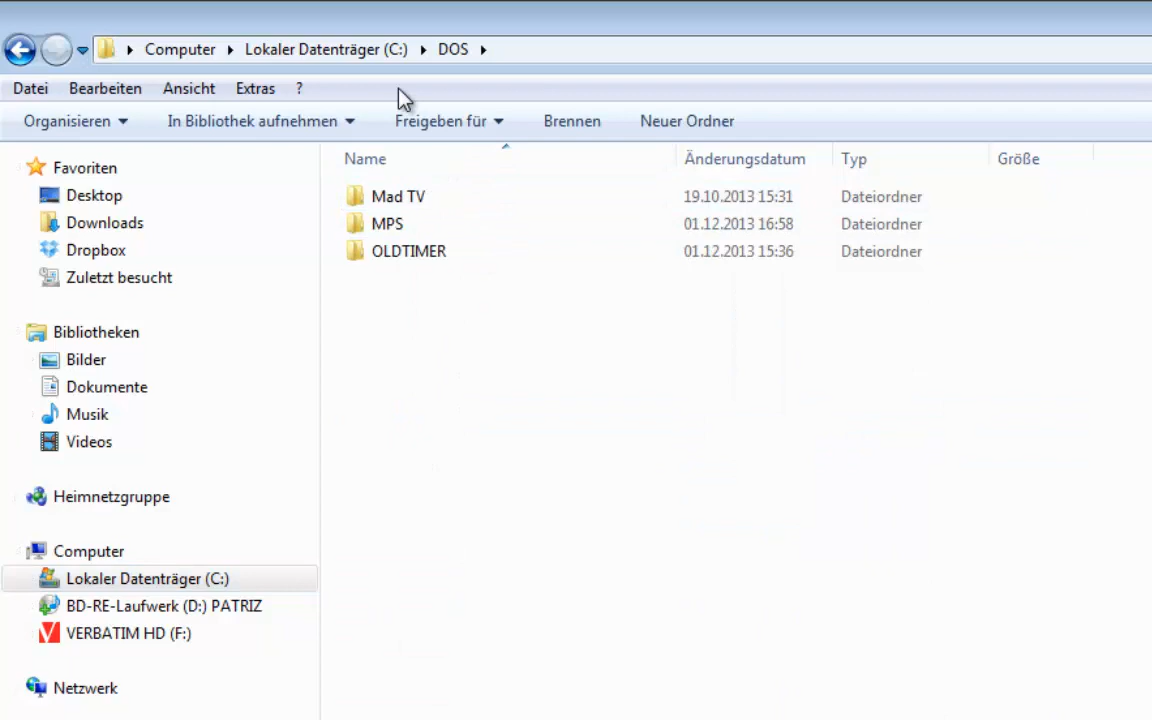 Computer Lokaler Datenträger (C:) DOS
Datei Bearbeiten Ansicht Extras ?
Organisieren In Bibliothek aufnehmen Freigeben für Brennen Neuer Ordner
Name Änderungsdatum Typ Größe
Mad TV 19.10.2013 15:31 Dateiordner
MPS 01.12.2013 16:58 Dateiordner
OLDTIMER 01.12.2013 15:36 Dateiordner
Favoriten
Desktop
Downloads
Dropbox
Zuletzt besucht
Bibliotheken
Bilder
Dokumente
Musik
Videos
Heimnetzgruppe
Computer
Lokaler Datenträger (C:)
BD-RE-Laufwerk (D:) PATRIZ
VERBATIM HD (F:)
Netzwerk